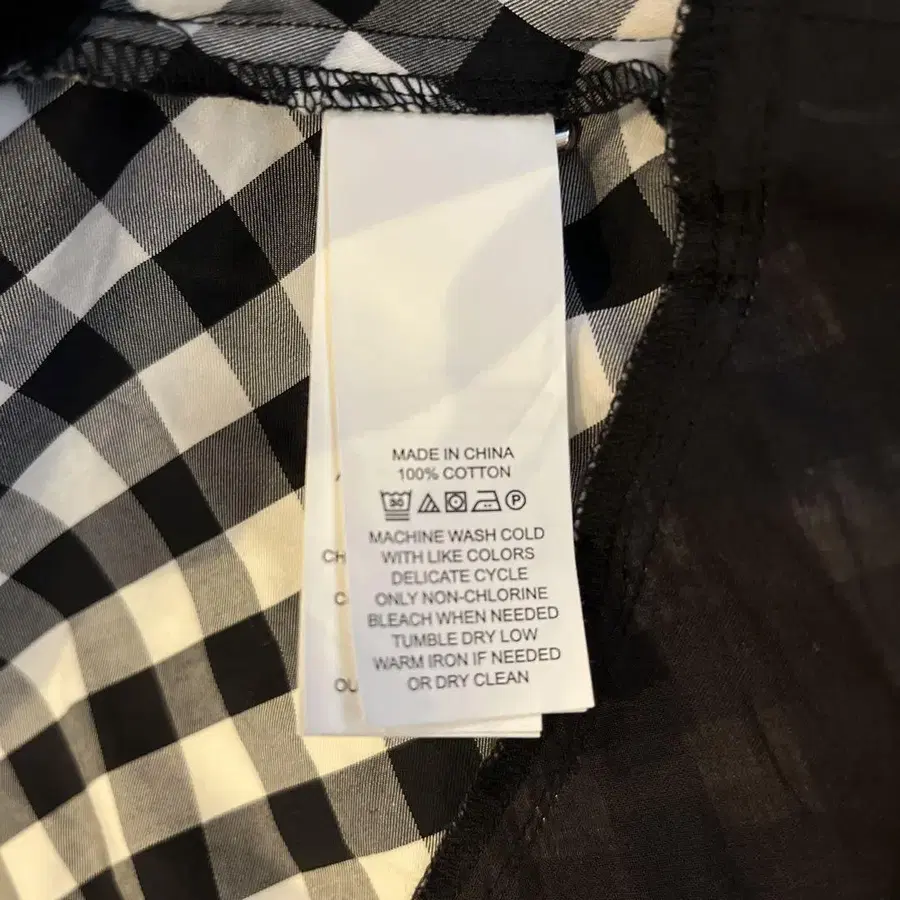 MADE IN CHINA
100% COTTON
30 P
MACHINE WASH COLD
WITH LIKE COLORS
DELICATE CYCLE
ONLY NON-CHLORINE
BLEACH WHEN NEEDED
TUMBLE DRY LOW
WARM IRON IF NEEDED
OR DRY CLEAN